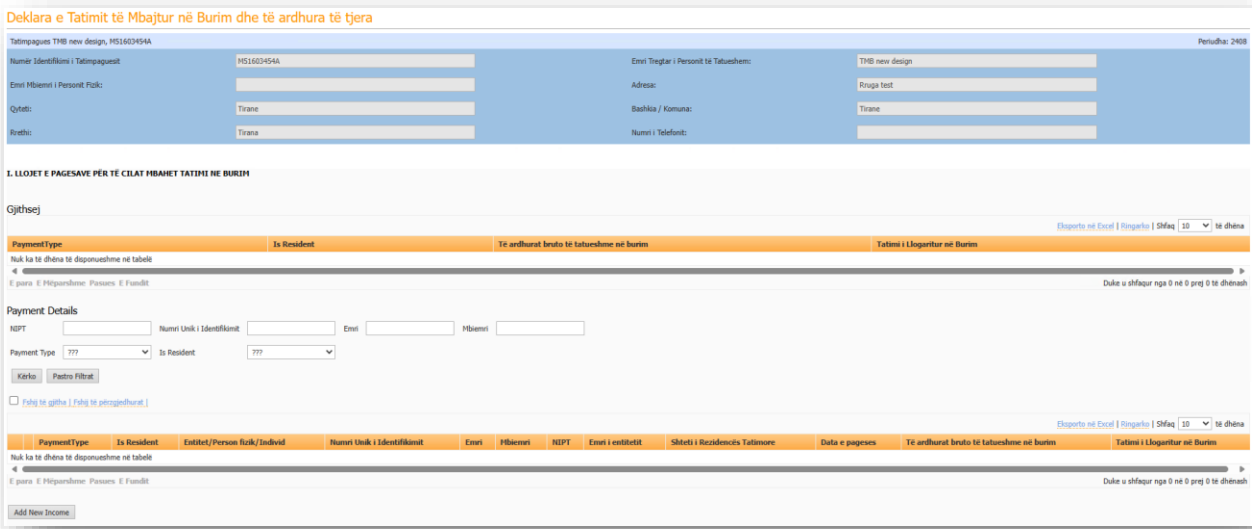 Deklara e Tatimit të Mbajtur në Burim dhe të ardhura të tjera
Tatimpagues TMB new design, M51603454A Periudha: 2408
Numër Identifikimi i Tatimpaguesit M51603454A Emri Tregtar i Personit të Tatueshem: TMB new design
Emri Mbiemri i Personit Fizik: Adresa: Rruga test
Qyteti: Tirane Bashkia / Komuna: Tirane
Rrethi: Tirana Numri i Telefonit:
I. LLOJET E PAGESAVE PËR TË CILAT MBAHET TATIMI NE BURIM
Gjithsej
Eksporto në Excel | Ringarko | Shfaq 10 të dhëna
PaymentType Is Resident Të ardhurat bruto të tatueshme në burim Tatimi i Llogaritur në Burim
Nuk ka të dhëna të disponueshme në tabelë
E para E Mëparshme Pasues E Fundit Duke u shfaqur nga 0 në 0 prej 0 të dhënash
Payment Details
NIPT Numri Unik i Identifikimit Emri Mbiemri
Payment Type ??? Is Resident ???
Kërko Pastro Filtrat
Fshij të gjitha | Fshij të përzgjedhurat |
Eksporto në Excel | Ringarko | Shfaq 10 të dhëna
PaymentType Is Resident Entitet/Person fizik/Individ Numri Unik i Identifikimit Emri Mbiemri NIPT Emri i entitetit Shteti i Rezidencës Tatimore Data e pageses Të ardhurat bruto të tatueshme në burim Tatimi i Llogaritur në Burim
Nuk ka të dhëna të disponueshme në tabelë
E para E Mëparshme Pasues E Fundit Duke u shfaqur nga 0 në 0 prej 0 të dhënash
Add New Income